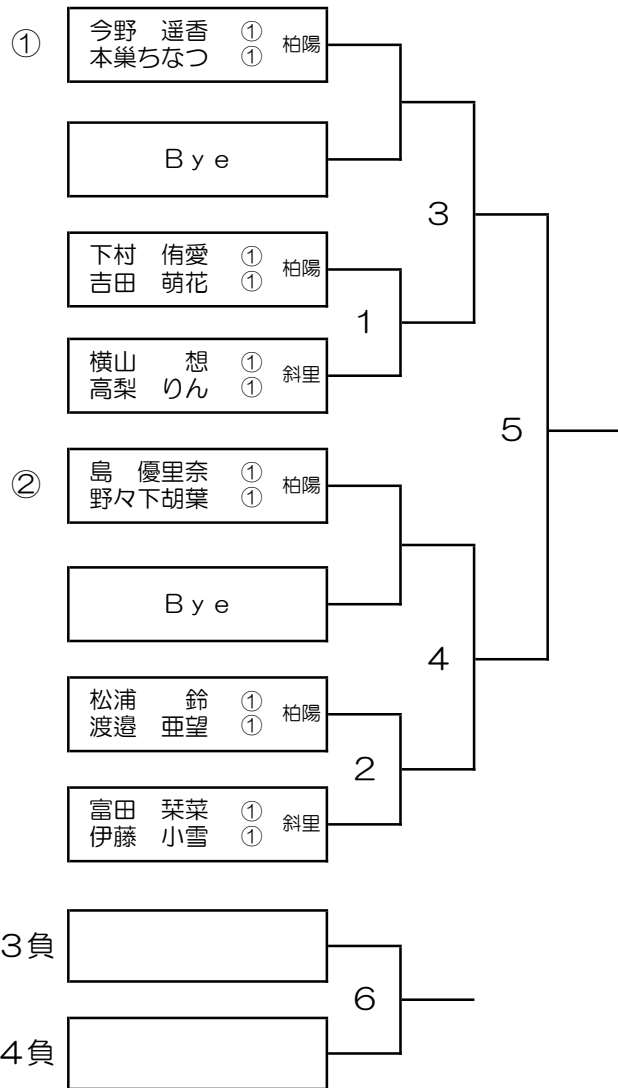 ①
今野　遥香　①　柏陽
本巣ちなつ　①
Ｂｙｅ
3
下村　侑愛　①　柏陽
吉田　萌花　①
1
横山　　想　①　斜里
高梨　りん　①
5
②
島　優里奈　①　柏陽
野々下胡葉　①
Ｂｙｅ
4
松浦　　鈴　①　柏陽
渡邉　亜望　①
2
富田　栞菜　①　斜里
伊藤　小雪　①
３負
6
４負